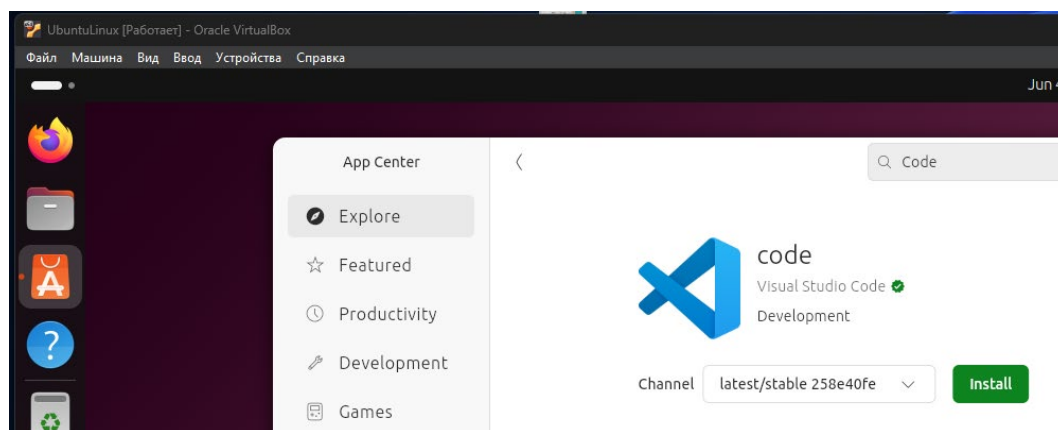 UbuntuLinux [Работает] - Oracle VirtualBox
Файл Машина Вид Ввод Устройства Справка
Jun 4
App Center
Code
Explore
Featured
Productivity
Development
Games
code
Visual Studio Code
Development
Channel latest/stable 258e40fe Install